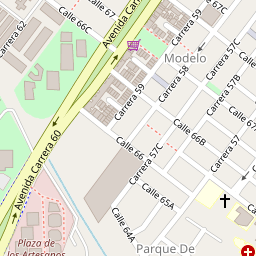 Calle 66C
Calle 67
Carrera 62
Avenida Carrera 60
Carrera 59
Modelo
Carrera 57C
Carrera 58
Carrera 57B
Carrera 59
Calle 66B
Calle 66
Carrera 57
Carrera 57C
Avenida Carrera 60
Calle 65A
Calle 64A
Plaza de
los Artesanos
Parque De